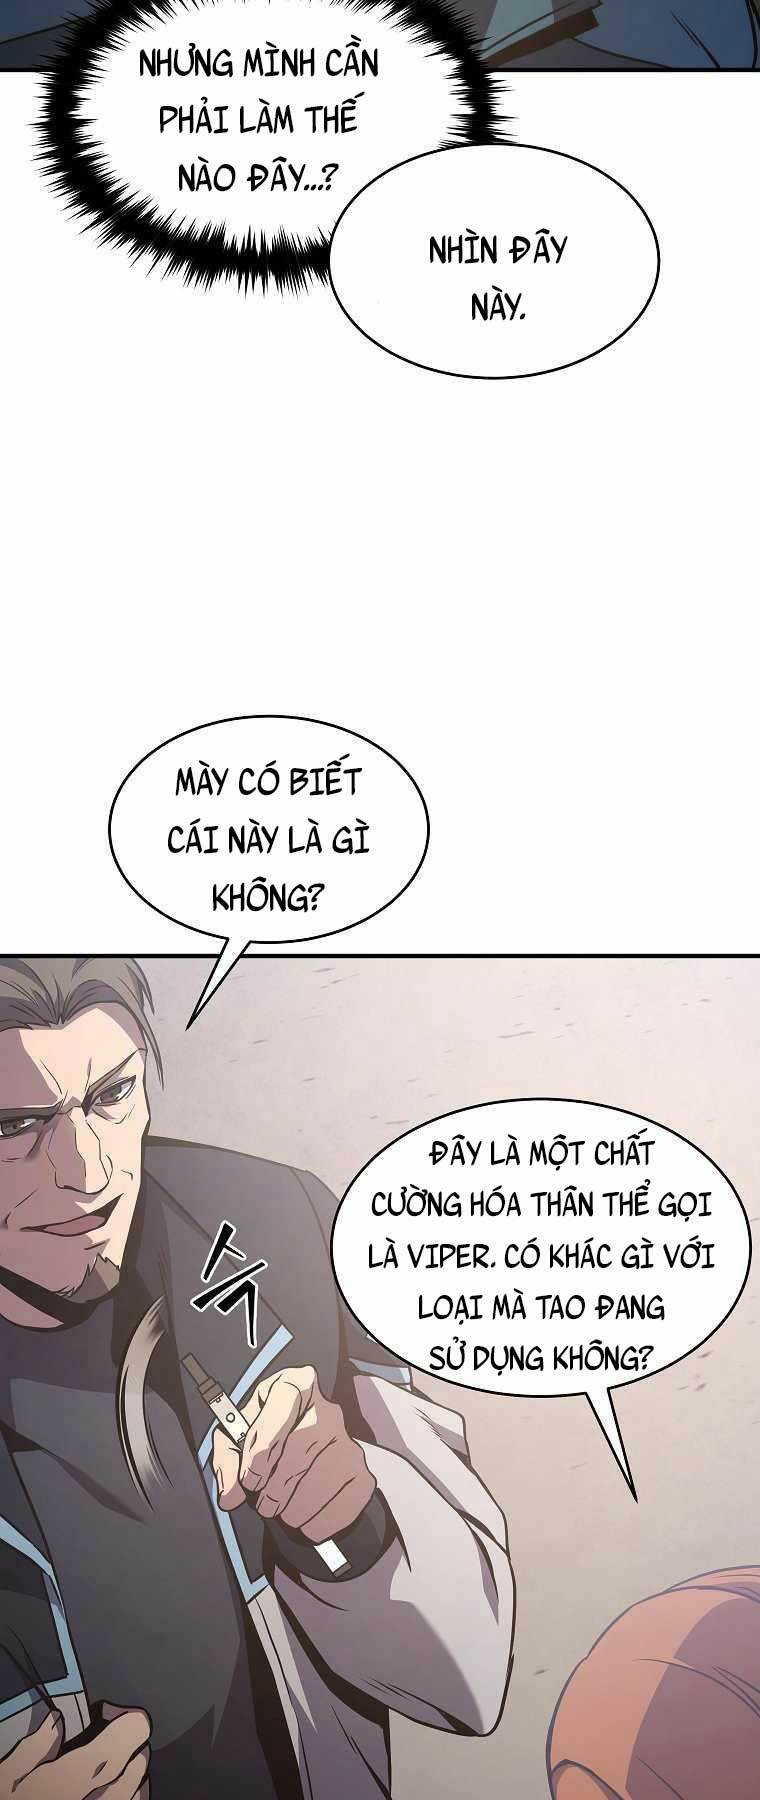 NHƯNG MÌNH CẦN
PHẢI LÀM THẾ
NÀO ĐÂY...?
NHÌN ĐÂY
NÀY.
MÀY CÓ BIẾT
CÁI NÀY LÀ GÌ
KHÔNG?
ĐÂY LÀ MỘT CHẤT
CƯỜNG HÓA THÂN THỂ GỌI
LÀ VIPER. CÓ KHÁC GÌ VỚI
LOẠI MÀ TAO ĐANG
SỬ DỤNG KHÔNG?